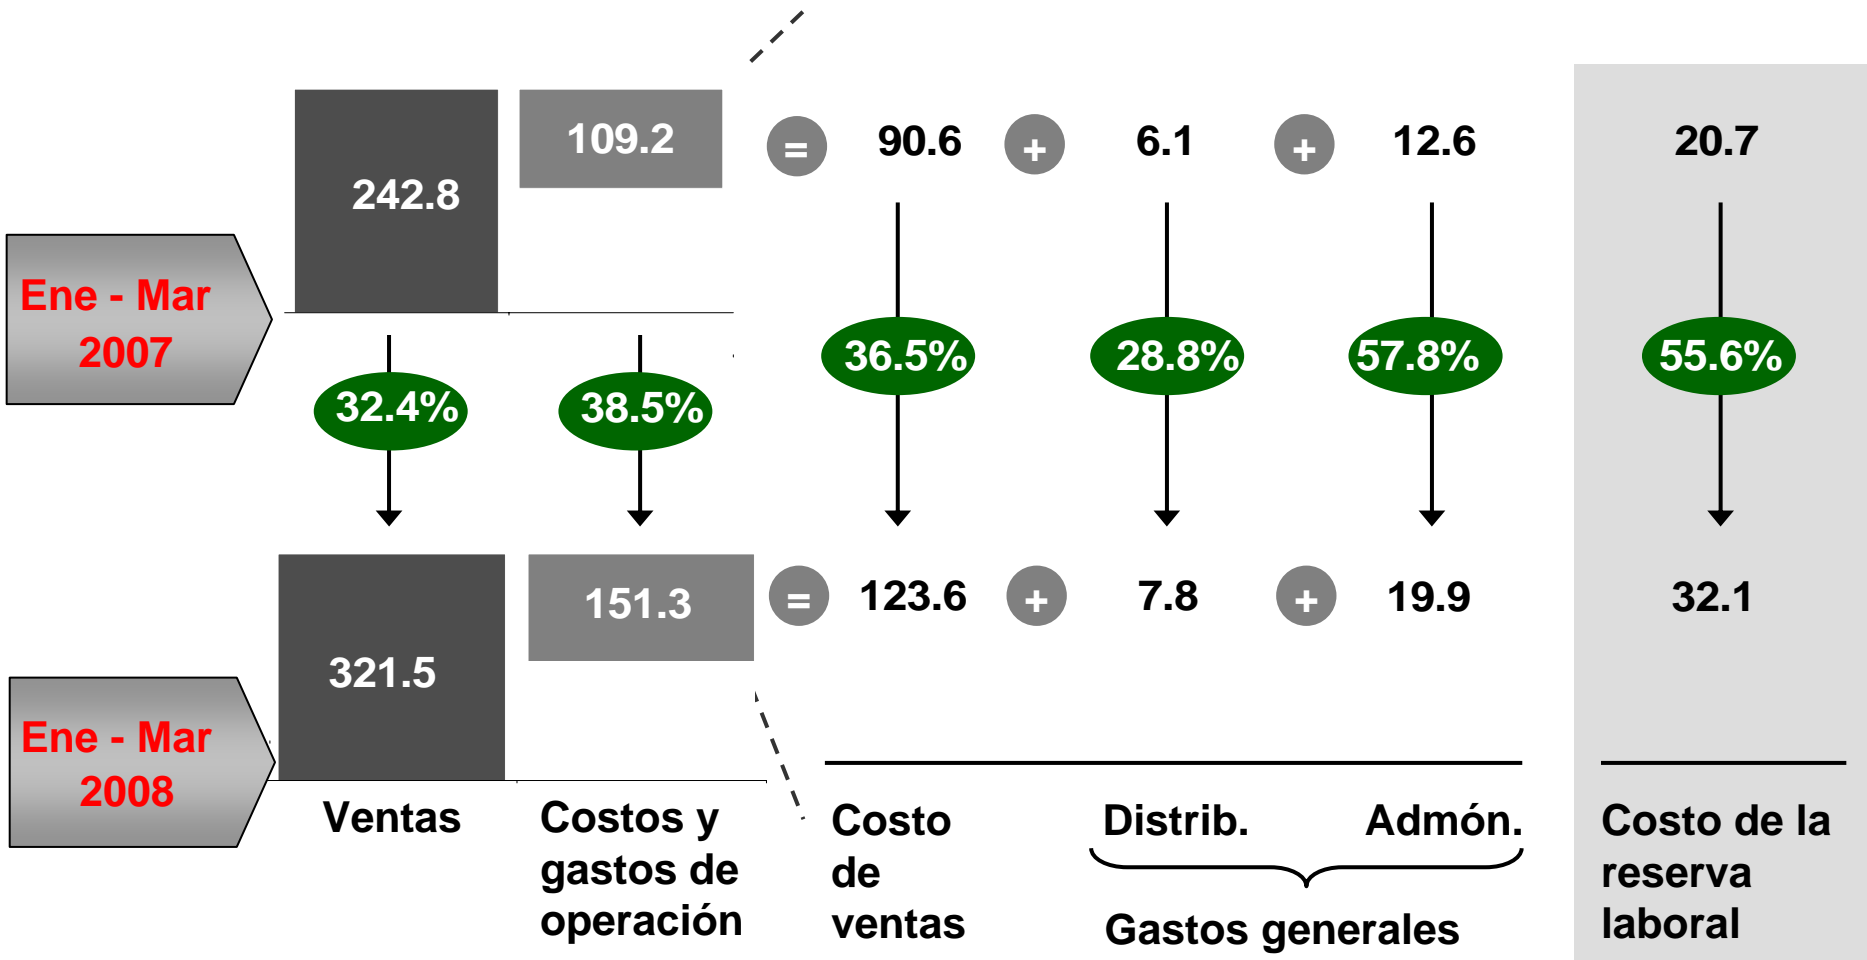 109.2 = 90.6 + 6.1 + 12.6 20.7
242.8
Ene - Mar
2007
36.5% 28.8% 57.8% 55.6%
32.4% 38.5%
151.3 = 123.6 + 7.8 + 19.9 32.1
321.5
Ene - Mar
2008
Ventas
Costos y
gastos de
operación
Costo
de
ventas
Distrib.
Admón.
Gastos generales
Costo de la
reserva
laboral